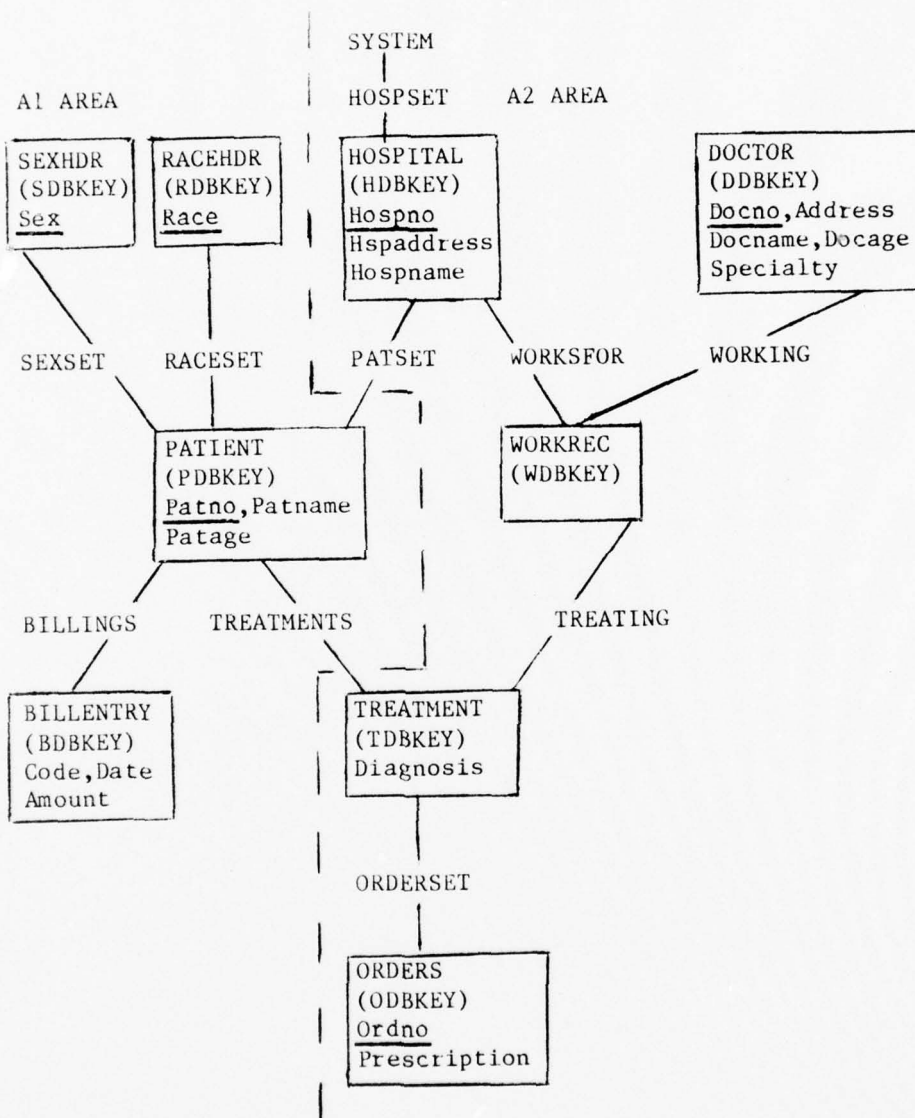 SYSTEM
A1 AREA
HOSPSET
A2 AREA
SEXHDR
(SDBKEY)
Sex
RACEHDR
(RDBKEY)
Race
HOSPITAL
(HDBKEY)
Hospno
Hspaddress
Hospname
DOCTOR
(DDBKEY)
Docno,Address
Docname,Docage
Specialty
SEXSET
RACESET
PATSET
WORKSFOR
WORKING
PATIENT
(PDBKEY)
Patno,Patname
Patage
WORKREC
(WDBKEY)
BILLINGS
TREATMENTS
TREATING
BILLENTRY
(BDBKEY)
Code,Date
Amount
TREATMENT
(TDBKEY)
Diagnosis
ORDERSET
ORDERS
(ODBKEY)
Ordno
Prescription